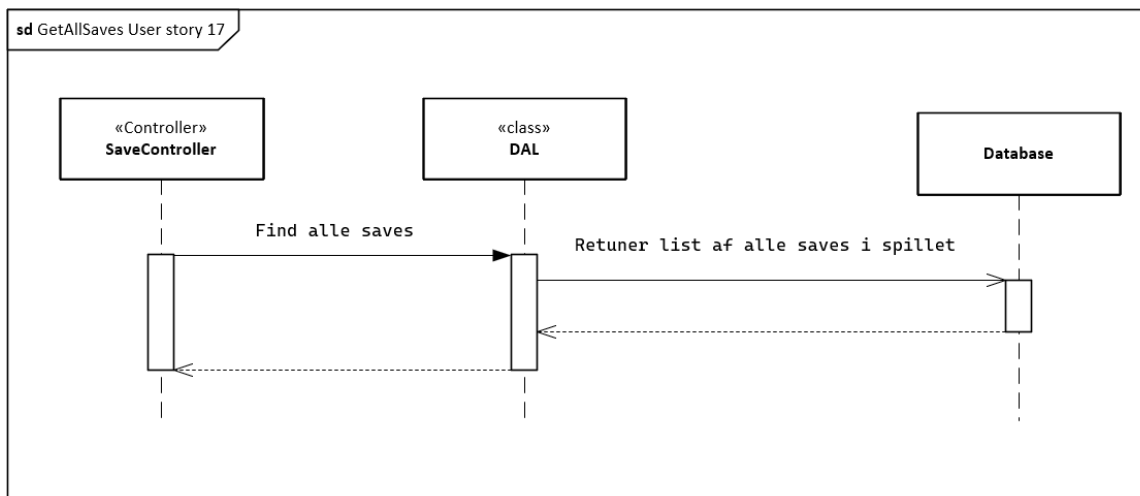 sd GetAllSaves User story 17
«Controller»
SaveController
«class»
DAL
Database
Find alle saves
Retuner list af alle saves i spillet